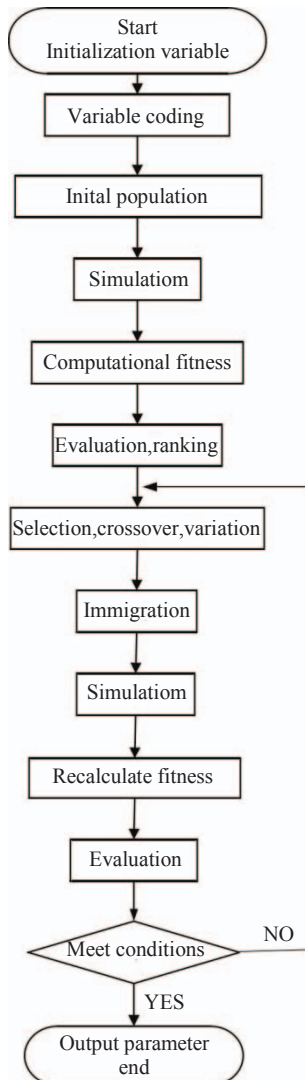 Start
Initialization variable
Variable coding
Inital population
Simulatiom
Computational fitness
Evaluation,ranking
Selection,crossover,variation
Immigration
Simulatiom
Recalculate fitness
Evaluation
Meet conditions
NO
YES
Output parameter
end